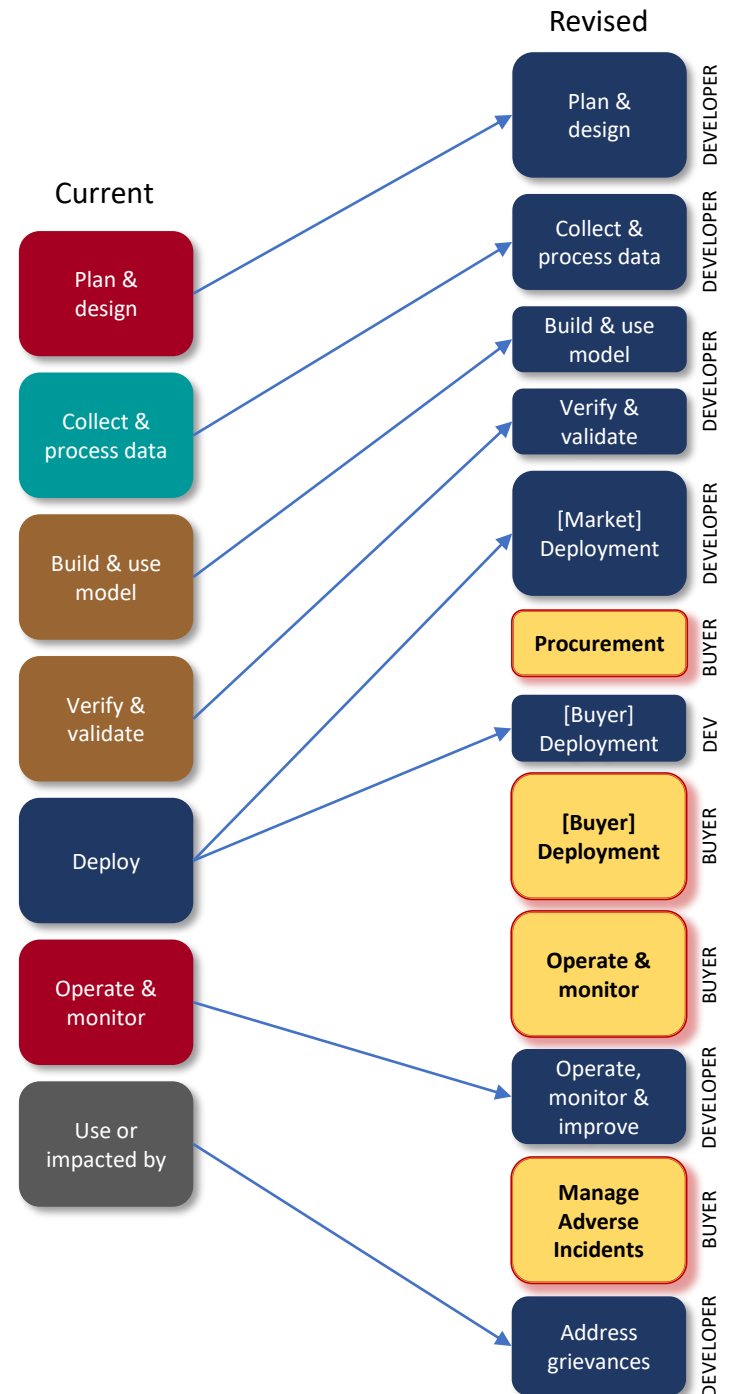 Current
Plan &
design
Collect &
process data
Build & use
model
Verify &
validate
Deploy
Operate &
monitor
Use or
impacted by
Revised
Plan &
design
DEVELOPER
Collect &
process data
DEVELOPER
Build & use
model
Verify &
validate
DEVELOPER
[Market]
Deployment
DEVELOPER
Procurement
BUYER
[Buyer]
Deployment
DEV
[Buyer]
Deployment
BUYER
Operate &
monitor
BUYER
Operate,
monitor &
improve
DEVELOPER
Manage
Adverse
Incidents
BUYER
Address
grievances
DEVELOPER